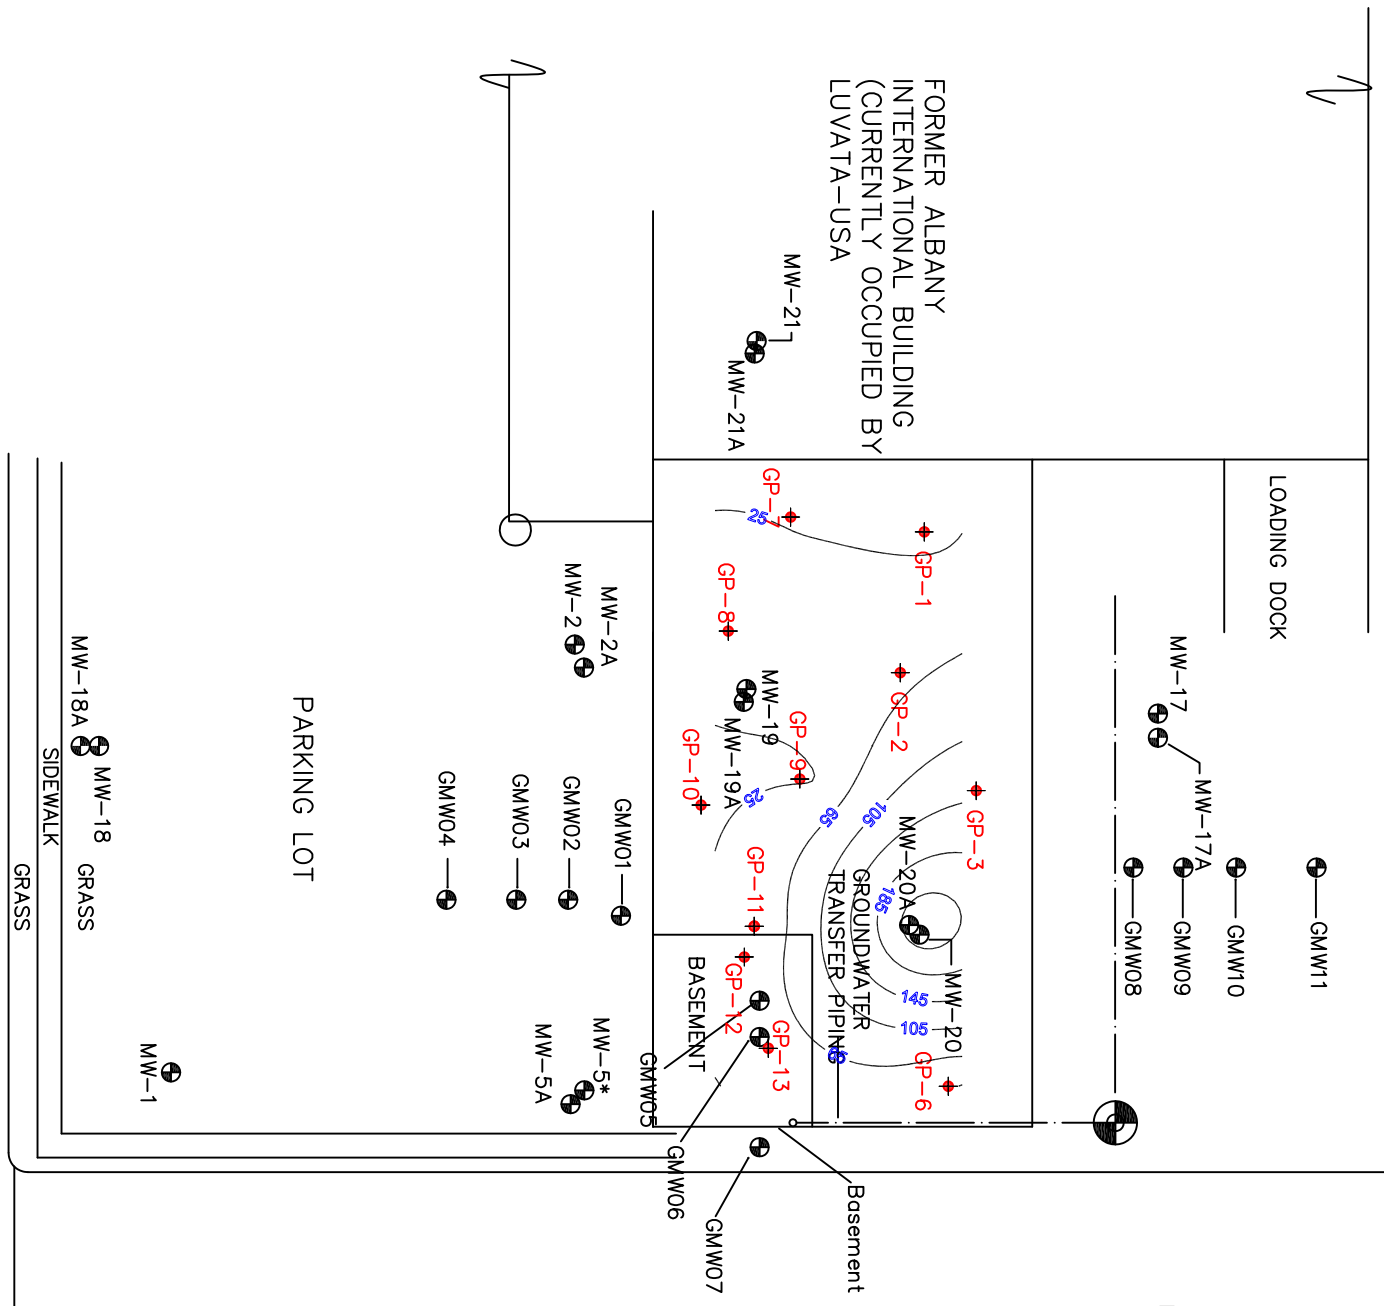 FORMER ALBANY
INTERNATIONAL BUILDING
(CURRENTLY OCCUPIED BY
LUVATA-USA
LOADING DOCK
MW-21
MW-21A
GP-7
25
GP-1
GP-8
GP-2
MW-2
MW-2A
MW-17
MW-17A
MW-18A
MW-18
MW-19
MW-19A
GP-9
GP-10
25
65
105
GP-3
MW-20A
185
GROUNDWATER
TRANSFER PIPING
MW-20
145
105
65
GP-6
GP-11
GP-12
GP-13
BASEMENT
PARKING LOT
SIDEWALK
GRASS
GRASS
GMW04
GMW03
GMW02
GMW01
GMW08
GMW09
GMW10
GMW11
MW-1
MW-5A
MW-5*
GMW05
GMW06
GMW07
Basement